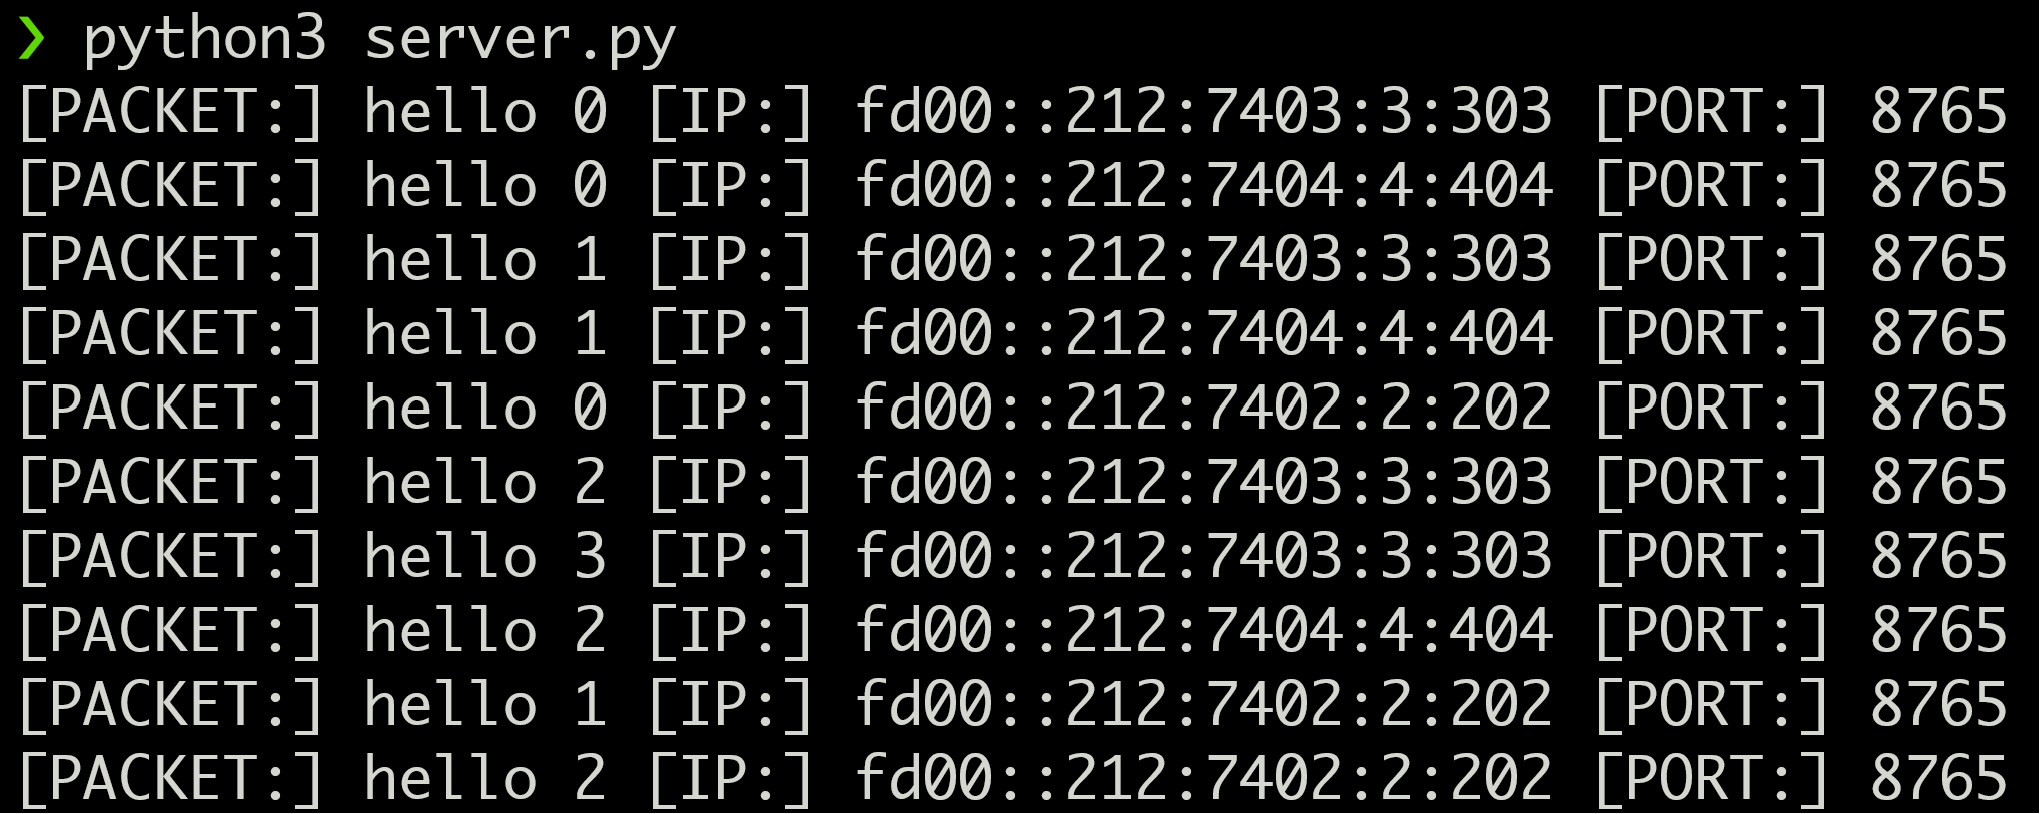 ❯ python3 server.py
[PACKET:] hello 0 [IP:] fd00::212:7403:3:303 [PORT:] 8765
[PACKET:] hello 0 [IP:] fd00::212:7404:4:404 [PORT:] 8765
[PACKET:] hello 1 [IP:] fd00::212:7403:3:303 [PORT:] 8765
[PACKET:] hello 1 [IP:] fd00::212:7404:4:404 [PORT:] 8765
[PACKET:] hello 0 [IP:] fd00::212:7402:2:202 [PORT:] 8765
[PACKET:] hello 2 [IP:] fd00::212:7403:3:303 [PORT:] 8765
[PACKET:] hello 3 [IP:] fd00::212:7403:3:303 [PORT:] 8765
[PACKET:] hello 2 [IP:] fd00::212:7404:4:404 [PORT:] 8765
[PACKET:] hello 1 [IP:] fd00::212:7402:2:202 [PORT:] 8765
[PACKET:] hello 2 [IP:] fd00::212:7402:2:202 [PORT:] 8765